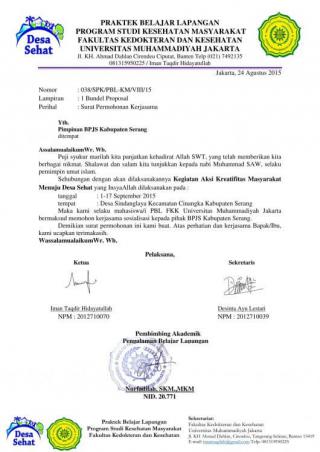 PRAKTEK BELAJAR LAPANGAN
PROGRAM STUDI KESEHATAN MASYARAKAT
FAKULTAS KEDOKTERAN DAN KESEHATAN
UNIVERSITAS MUHAMMADIYAH JAKARTA
Jl. KH. Ahmad Dahlan Cirendeu Ciputat, Banten Telp (021) 7492135
081315950225 / Iman Taqdir Hidayatullah
Desa
Sehat
Jakarta, 24 Agustus 2015
Nomor : 038/SPK/PBL-KM/VIII/15
Lampiran : 1 Bundel Proposal
Perihal : Surat Permohonan Kerjasama
Yth.
Pimpinan BPJS Kabupaten Serang
ditempat
AssalamualaikumWr. Wb.
Puji syukur marilah kita panjatkan kehadirat Allah SWT, yang telah memberikan kita
berbagai nikmat. Shalawat dan salam kita tunjukkan kepada nabi Muhammad SAW, selaku
pemimpin umat islam.
Sehubungan dengan akan dilaksanakannya Kegiatan Aksi Kreatifitas Masyarakat
Menuju Desa Sehat yang InsyaAllah dilaksanakan pada :
tanggal : 1-17 September 2015
tempat : Desa Sindanglaya Kecamatan Cinangka Kabupaten Serang
Maka kami selaku mahasiswa/i PBL FKK Universitas Muhammadiyah Jakarta
bermaksud memohon kerjasama sosialisasi kepada pihak BPJS Kabupaten Serang.
Demikian surat permohonan ini kami buat. Atas perhatian dan kerjasama Bapak/Ibu,
kami ucapkan terimakasih.
WassalamualaikumWr. Wb.
Pelaksana,
Ketua Sekretaris
Iman Taqdir Hidayatullah Desinta Ayu Lestari
NPM : 2012710070 NPM : 2012710039
Pembimbing Akademik
Pengalaman Belajar Lapangan
Nurfadilah, SKM.,MKM
NID. 20.771
Desa
Sehat
Praktek Belajar Lapangan
Program Studi Kesehatan Masyarakat
Fakultas Kedokteran dan Kesehatan
Sekretariat:
Fakultas Kedokteran dan Kesehatan
Universitas Muhammadiyah Jakarta
Jl. KH. Ahmad Dahlan, Cirendeu, Tangerang Selatan, Banten 15419